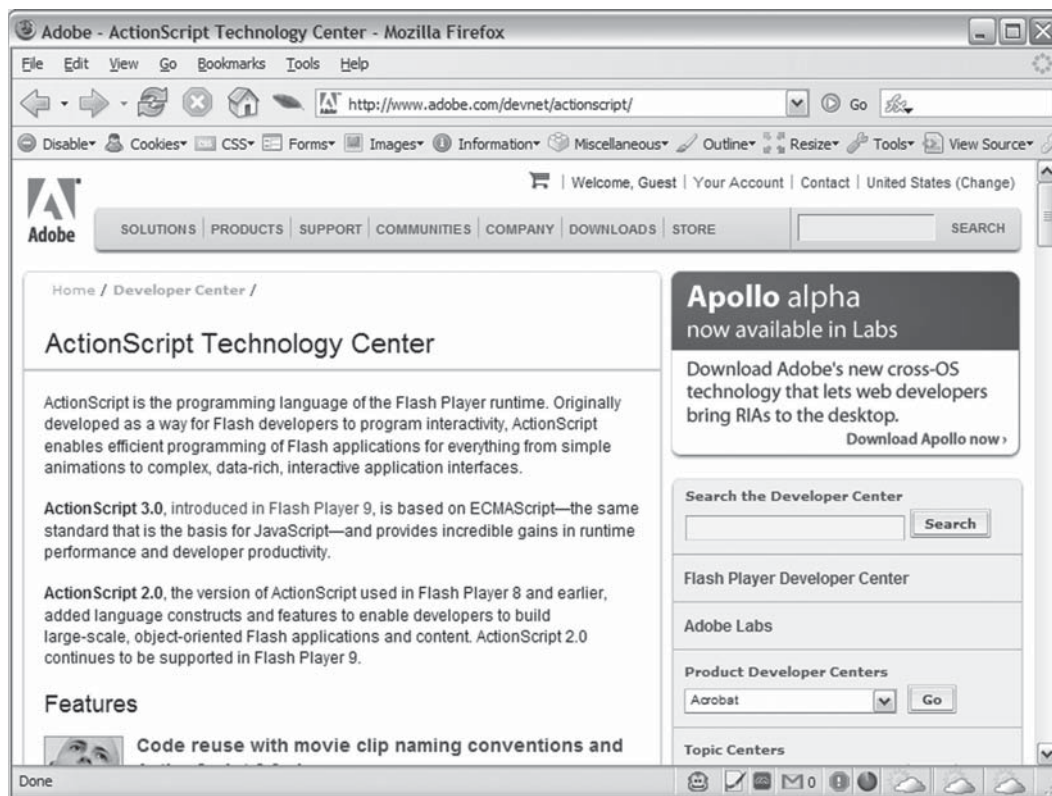 Adobe - ActionScript Technology Center - Mozilla Firefox
File Edit View Go Bookmarks Tools Help
http://www.adobe.com/devnet/actionscript/
Go
Disable Cookies CSS Forms Images Information Miscellaneous Outline Resize Tools View Source
Welcome, Guest | Your Account | Contact | United States (Change)
Adobe
SOLUTIONS | PRODUCTS | SUPPORT | COMMUNITIES | COMPANY | DOWNLOADS | STORE
SEARCH
Home / Developer Center /
ActionScript Technology Center
ActionScript is the programming language of the Flash Player runtime. Originally
developed as a way for Flash developers to program interactivity, ActionScript
enables efficient programming of Flash applications for everything from simple
animations to complex, data-rich, interactive application interfaces.
ActionScript 3.0, introduced in Flash Player 9, is based on ECMAScript—the same
standard that is the basis for JavaScript—and provides incredible gains in runtime
performance and developer productivity.
ActionScript 2.0, the version of ActionScript used in Flash Player 8 and earlier,
added language constructs and features to enable developers to build
large-scale, object-oriented Flash applications and content. ActionScript 2.0
continues to be supported in Flash Player 9.
Features
Code reuse with movie clip naming conventions and
Apollo alpha
now available in Labs
Download Adobe's new cross-OS
technology that lets web developers
bring RIAs to the desktop.
Download Apollo now ›
Search the Developer Center
Search
Flash Player Developer Center
Adobe Labs
Product Developer Centers
Acrobat
Go
Topic Centers
Done
0